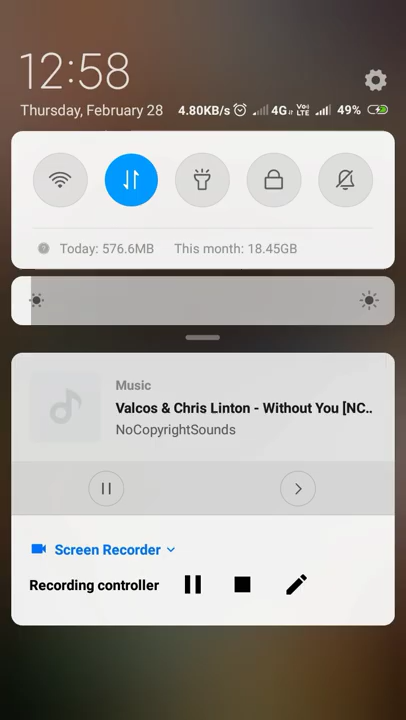 12:58
Thursday, February 28 4.80KB/s 4G VoLTE 49%
Today: 576.6MB This month: 18.45GB
Music
Valcos & Chris Linton - Without You [NC..
NoCopyrightSounds
Screen Recorder
Recording controller